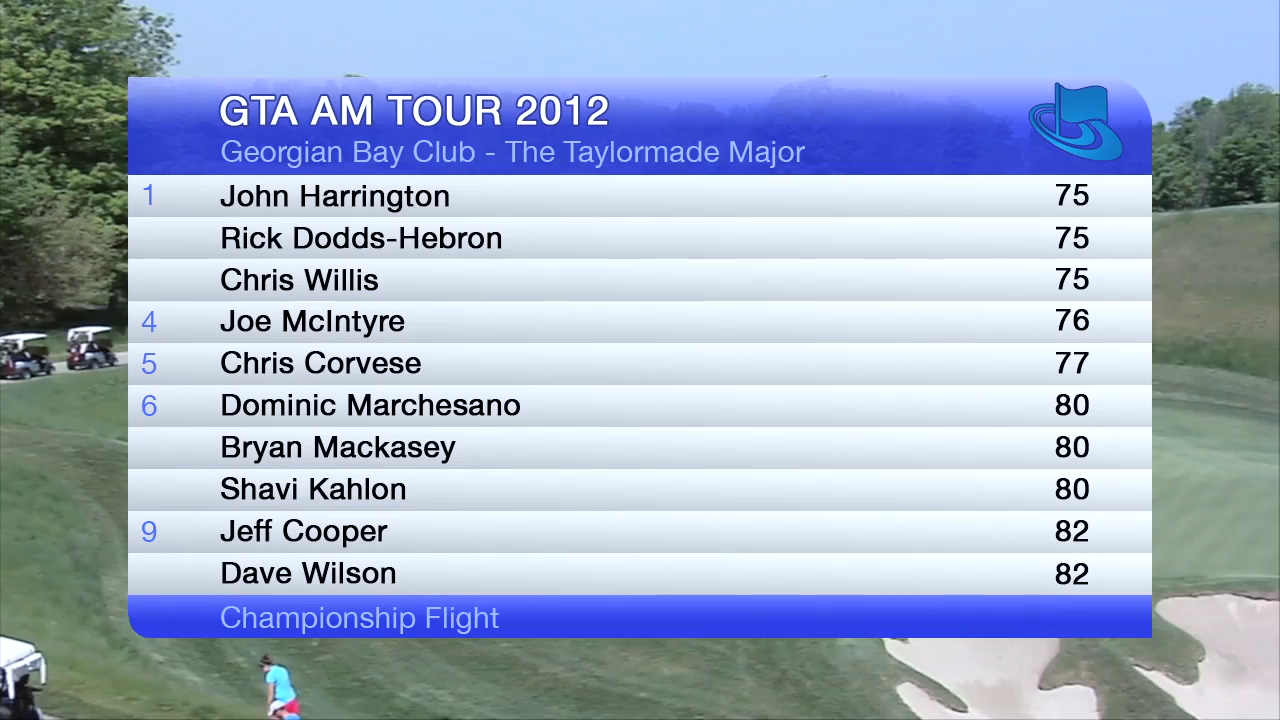 GTA AM TOUR 2012
Georgian Bay Club - The Taylormade Major
1 John Harrington 75
Rick Dodds-Hebron 75
Chris Willis 75
4 Joe McIntyre 76
5 Chris Corvese 77
6 Dominic Marchesano 80
Bryan Mackasey 80
Shavi Kahlon 80
9 Jeff Cooper 82
Dave Wilson 82
Championship Flight